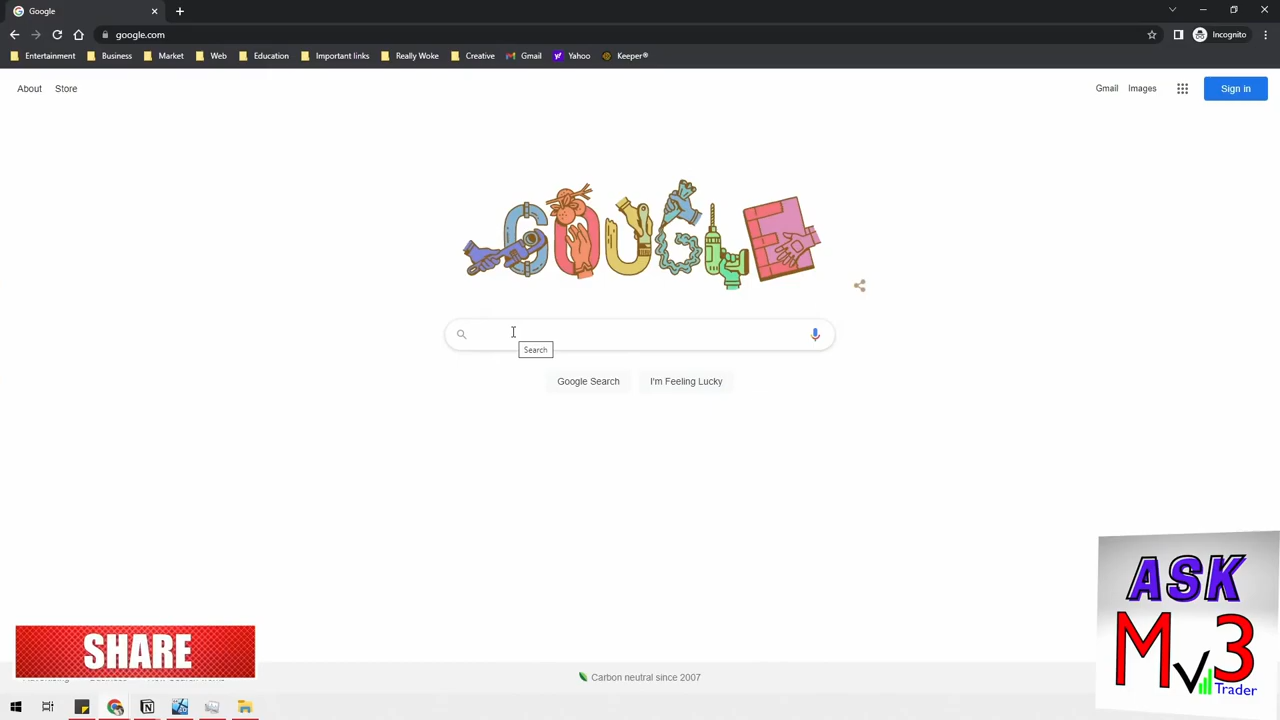 Google
google.com
Incognito
Entertainment Business Market Web Education Important links Really Woke Creative Gmail Yahoo Keeper®
About Store
Gmail Images Sign in
GOOGLE
Search
Google Search I'm Feeling Lucky
Carbon neutral since 2007
SHARE
ASK
Mv3
Trader